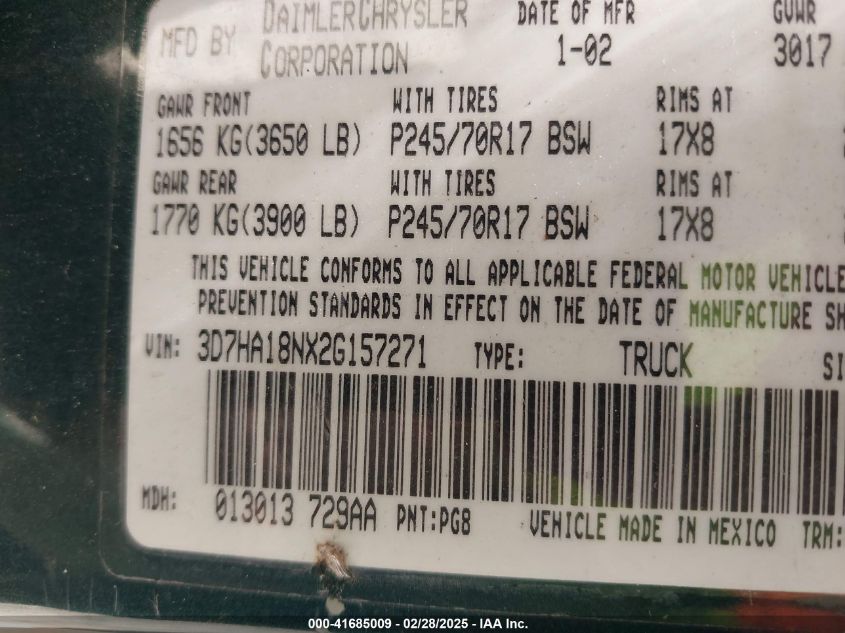 MFD BY DAIMLERCHRYSLER CORPORATION DATE OF MFR 1-02 GVWR 3017
GAWR FRONT WITH TIRES RIMS AT
1656 KG(3650 LB) P245/70R17 BSW 17X8
GAWR REAR WITH TIRES RIMS AT
1770 KG(3900 LB) P245/70R17 BSW 17X8
THIS VEHICLE CONFORMS TO ALL APPLICABLE FEDERAL MOTOR VEHICLE
PREVENTION STANDARDS IN EFFECT ON THE DATE OF MANUFACTURE SH
VIN: 3D7HA18NX2G157271 TYPE: TRUCK SI
MDH: 013013 729AA PNT:PG8 VEHICLE MADE IN MEXICO TRM:
000-41685009 - 02/28/2025 - IAA Inc.